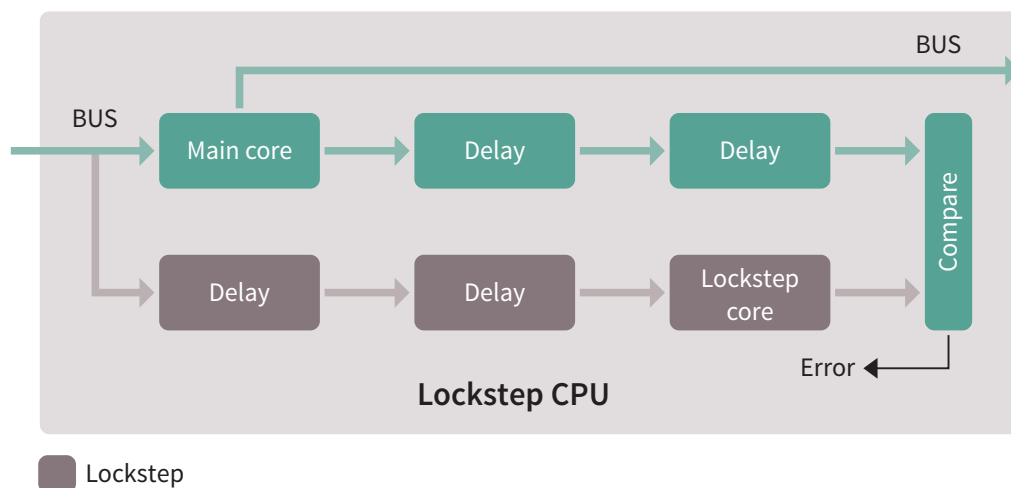 BUS
BUS
Main core
Delay
Delay
Compare
Delay
Delay
Lockstep
core
Error
Lockstep CPU
Lockstep